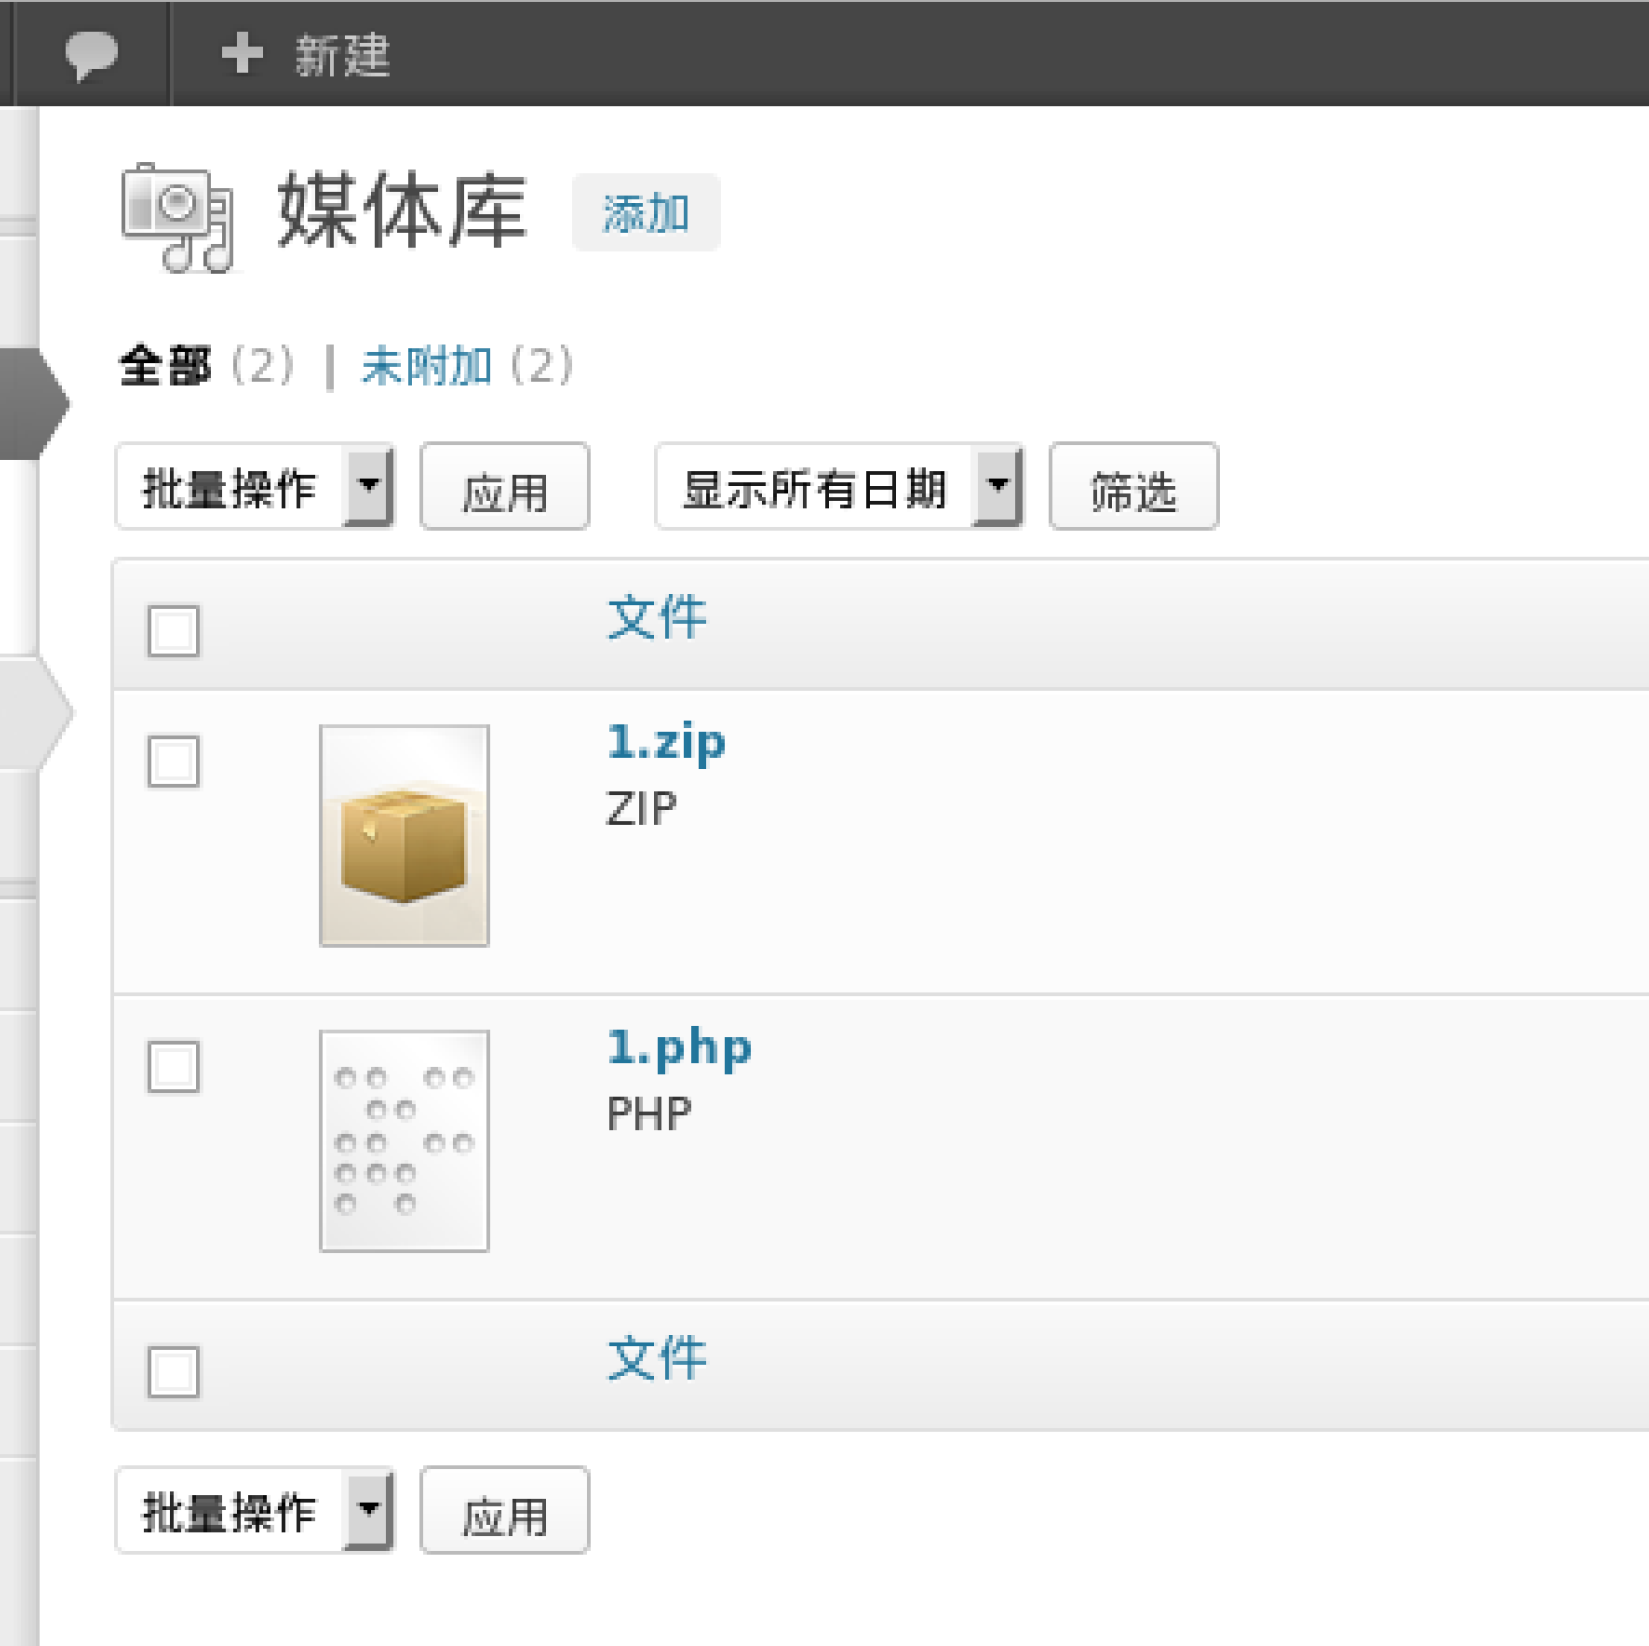 新建
媒体库 添加
全部 (2) | 未附加 (2)
批量操作 应用 显示所有日期 筛选
文件
1.zip
ZIP
1.php
PHP
文件
批量操作 应用